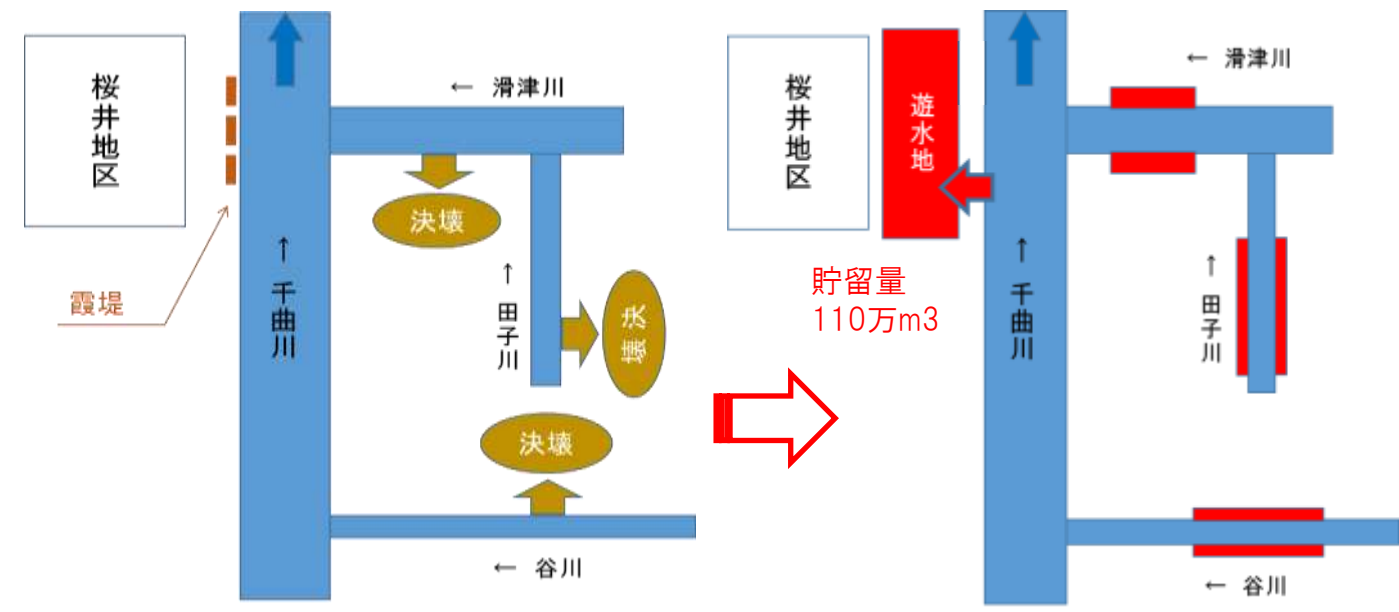 桜井地区
← 滑津川
決壊
霞堤
↑ 千曲川
↑ 田子川
決壊
決壊
← 谷川
桜井地区
遊水地
← 滑津川
貯留量
110万m3
↑ 千曲川
↑ 田子川
← 谷川